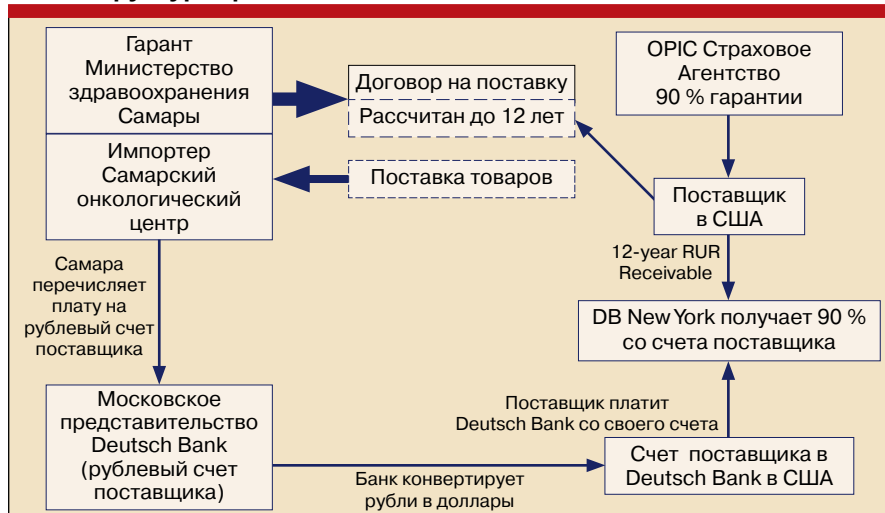 Гарант
Министерство
здравоохранения
Самары
Импортер
Самарский
онкологический
центр
Договор на поставку
Рассчитан до 12 лет
Поставка товаров
OPIC Страховое
Агентство
90 % гарантии
Поставщик
в США
12-year RUR
Receivable
DB New York получает 90 %
со счета поставщика
Самара
перечисляет
плату на
рублевый счет
поставщика
Московское
представительство
Deutsch Bank
(рублевый счет
поставщика)
Банк конвертирует
рубли в доллары
Поставщик платит
Deutsch Bank со своего счета
Счет поставщика в
Deutsch Bank в США